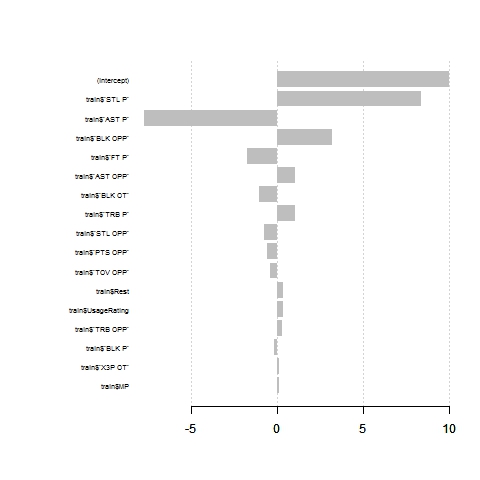 (Intercept)
train$`STL P`
train$`AST P`
train$`BLK OPP`
train$`FT P`
train$`AST OPP`
train$`BLK OT`
train$`TRB P`
train$`STL OPP`
train$`PTS OPP`
train$`TOV OPP`
train$Rest
train$UsageRating
train$`TRB OPP`
train$`BLK P`
train$`X3P OT`
train$MP
-5 0 5 10